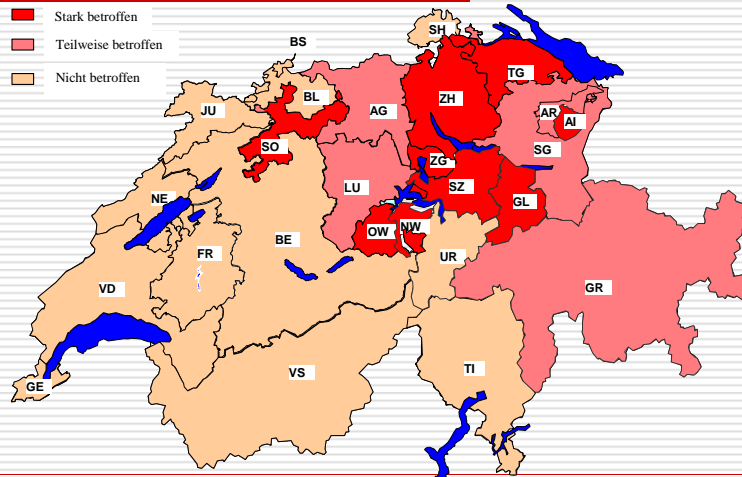 Stark betroffen
Teilweise betroffen
Nicht betroffen
SH
BS
TG
BL
ZH
JU
AG
AR
AI
SO
SG
ZG
LU
SZ
NE
GL
OW
NW
BE
FR
UR
VD
GR
VS
TI
GE